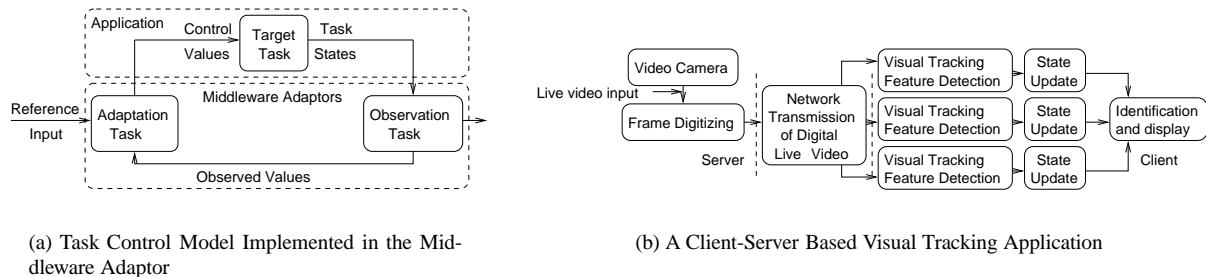 Application
Control
Values
Target
Task
Task
States
Middleware Adaptors
Reference
Input
Adaptation
Task
Observation
Task
Observed Values
(a) Task Control Model Implemented in the Mid-
dleware Adaptor
Video Camera
Live video input
Frame Digitizing
Server
Network
Transmission
of Digital
Live Video
Visual Tracking
Feature Detection
State
Update
Visual Tracking
Feature Detection
State
Update
Visual Tracking
Feature Detection
State
Update
Identification
and display
Client
(b) A Client-Server Based Visual Tracking Application